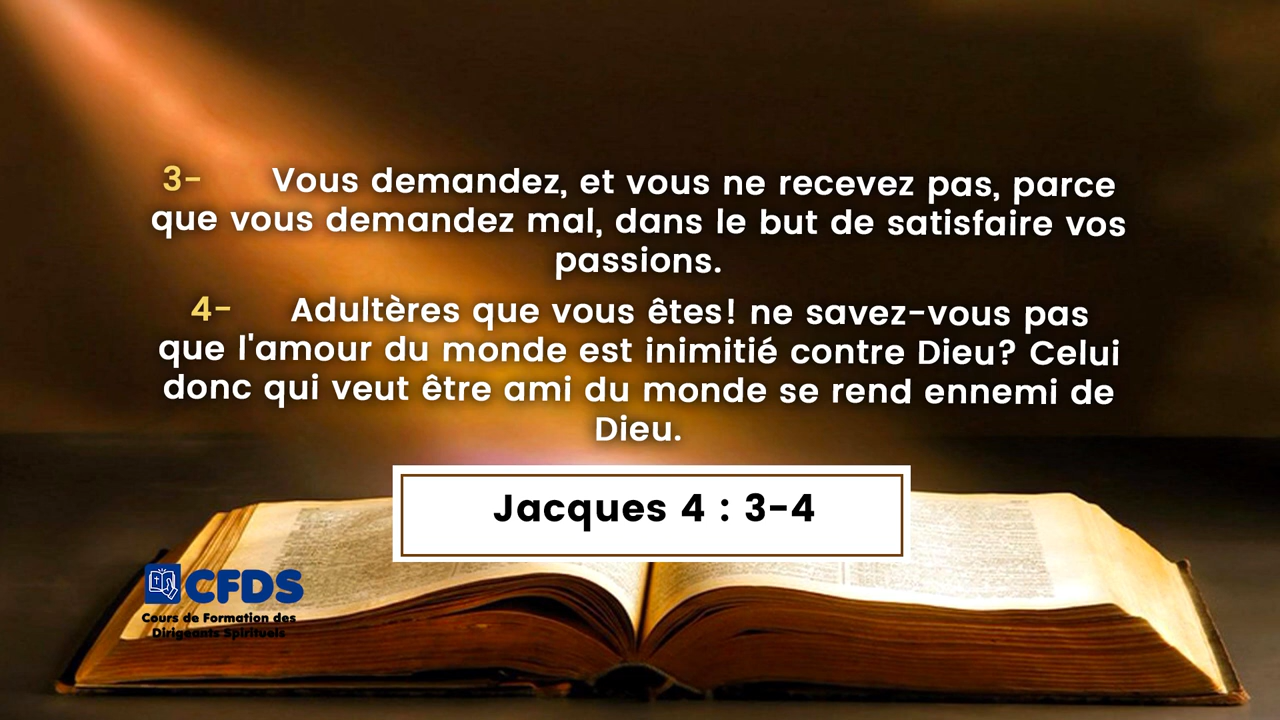 3- Vous demandez, et vous ne recevez pas, parce
que vous demandez mal, dans le but de satisfaire vos
passions.
4- Adultères que vous êtes! ne savez-vous pas
que l'amour du monde est inimitié contre Dieu? Celui
donc qui veut être ami du monde se rend ennemi de
Dieu.
Jacques 4 : 3-4
CFDS
Cours de Formation des
Dirigeants Spirituels